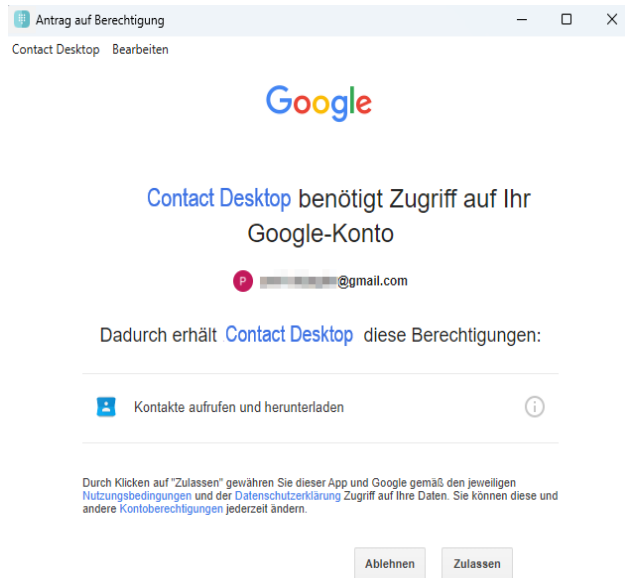 Antrag auf Berechtigung
Contact Desktop Bearbeiten
Google
Contact Desktop benötigt Zugriff auf Ihr
Google-Konto
P @gmail.com
Dadurch erhält Contact Desktop diese Berechtigungen:
Kontakte aufrufen und herunterladen
Durch Klicken auf "Zulassen" gewähren Sie dieser App und Google gemäß den jeweiligen
Nutzungsbedingungen und der Datenschutzerklärung Zugriff auf Ihre Daten. Sie können diese und
andere Kontoberechtigungen jederzeit ändern.
Ablehnen Zulassen